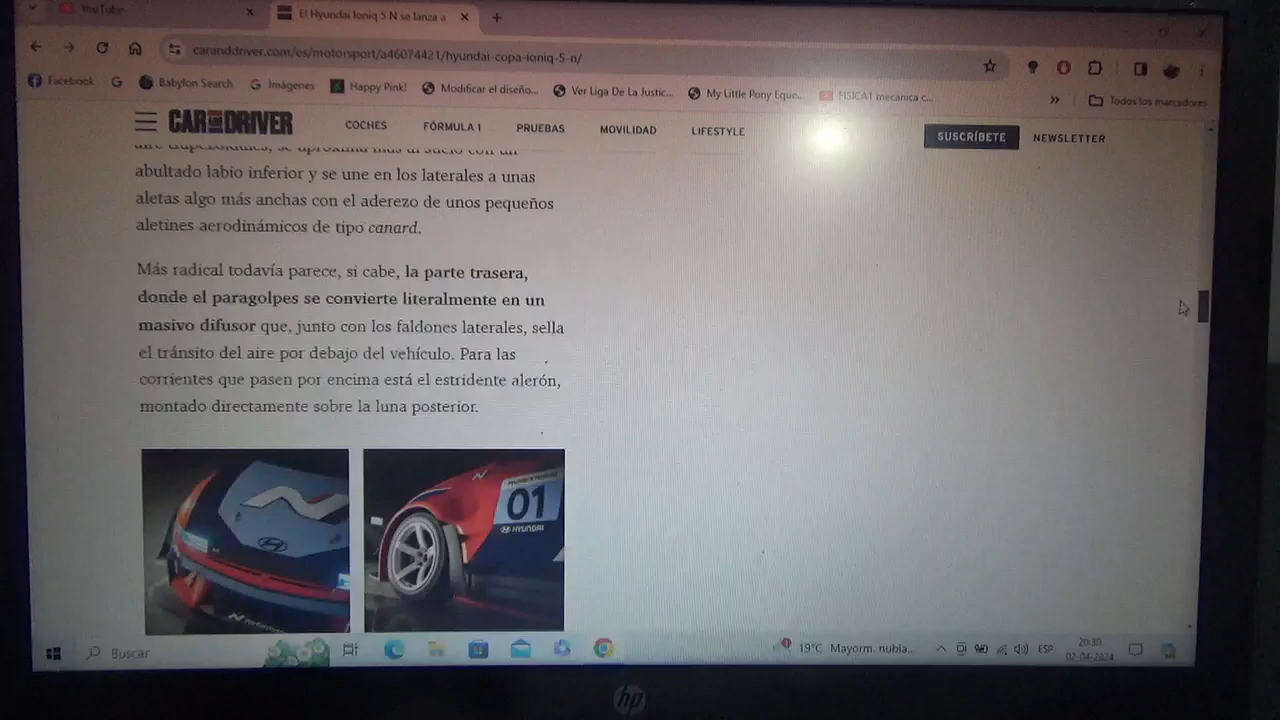 YouTube
El Hyundai Ioniq 5 N se lanza a
caranddriver.com/es/motorsport/a46074421/hyundai-copa-ioniq-5-n/
Facebook
Babylon Search
Imágenes
Happy Pink!
Modificar el diseño...
Ver Liga De La Justic...
My Little Pony Eque...
FISICA1 mecanica c...
Todos los marcadores
CAR AND DRIVER
COCHES
FÓRMULA 1
PRUEBAS
MOVILIDAD
LIFESTYLE
SUSCRÍBETE
NEWSLETTER
abultado labio inferior y se une en los laterales a unas
aletas algo más anchas con el aderezo de unos pequeños
aletines aerodinámicos de tipo canard.
Más radical todavía parece, si cabe, la parte trasera,
donde el paragolpes se convierte literalmente en un
masivo difusor que, junto con los faldones laterales, sella
el tránsito del aire por debajo del vehículo. Para las
corrientes que pasen por encima está el estridente alerón,
montado directamente sobre la luna posterior.
01
HYUNDAI
Buscar
19°C Mayorm. nubla...
ESP
20:30
02-04-2024
hp